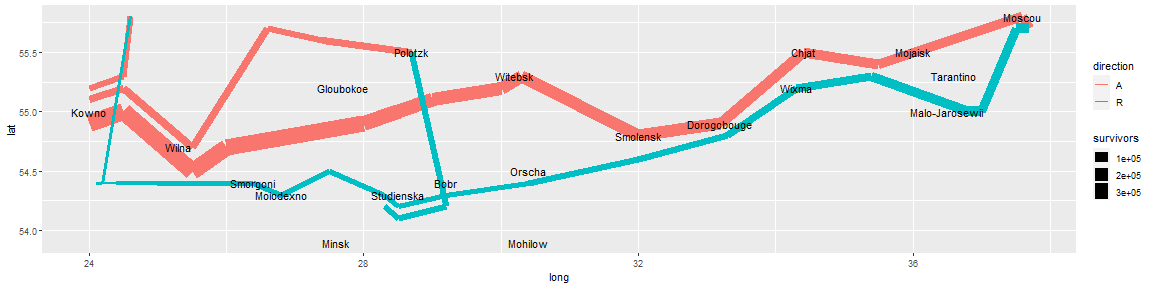 Moscou
Polotzk
Chjat
Mojaisk
Witebsk
Tarantino
Gloubokoe
Wixma
Kowno
Malo-Jarosewii
Dorogobouge
Smolensk
Wilna
Orscha
Smorgoni
Bobr
Molodexno
Studienska
Minsk
Mohilow
55.5
55.0
54.5
54.0
lat
24
28
32
36
long
direction
A
R
survivors
1e+05
2e+05
3e+05